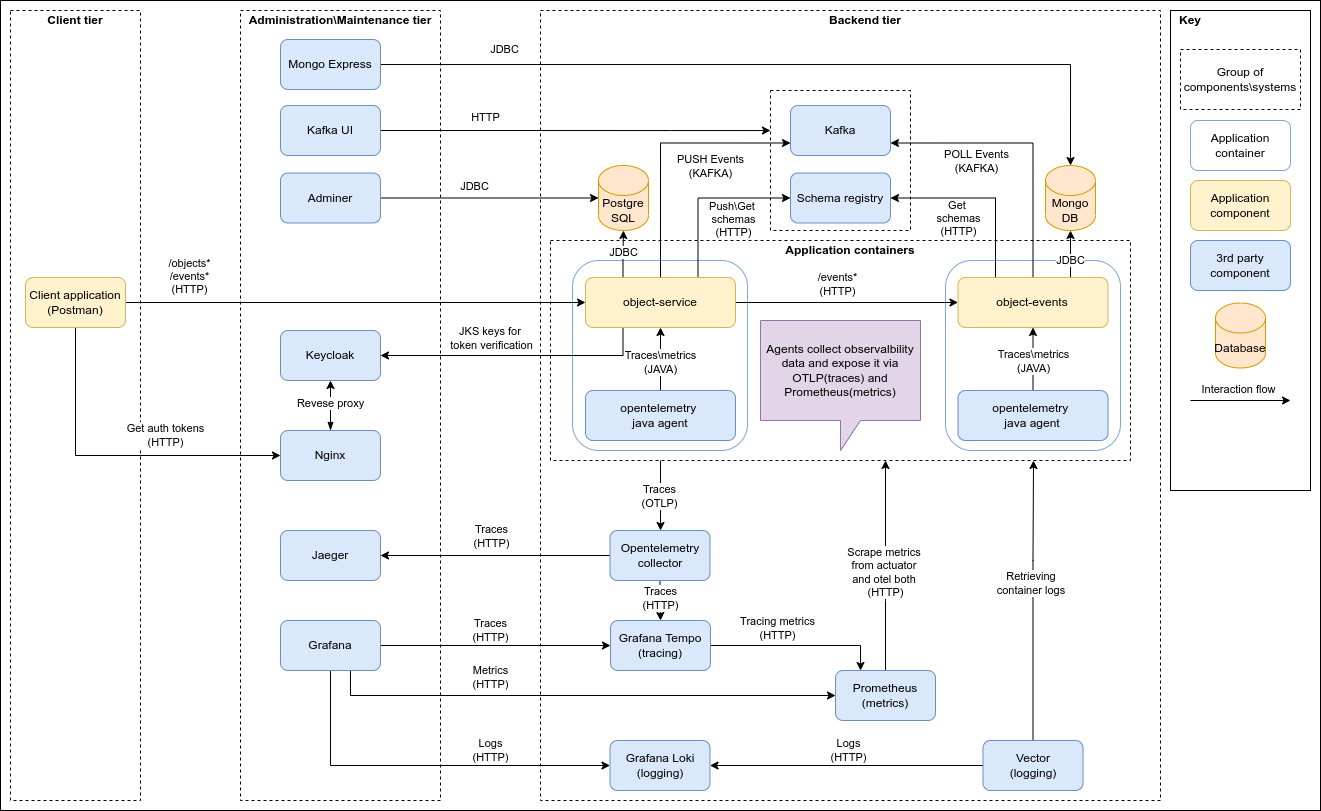 Client tier
Administration\Maintenance tier
Backend tier
Key
Mongo Express
JDBC
Group of
components\systems
Kafka UI
HTTP
Kafka
PUSH Events
(KAFKA)
POLL Events
(KAFKA)
Application
container
Adminer
JDBC
Postgre
SQL
Push\Get
schemas
(HTTP)
Schema registry
Get
schemas
(HTTP)
Mongo
DB
Application
component
JDBC
Application containers
JDBC
3rd party
component
/objects*
/events*
(HTTP)
Client application
(Postman)
object-service
/events*
(HTTP)
object-events
Database
JKS keys for
token verification
Keycloak
Traces\metrics
(JAVA)
Agents collect observalbility
data and expose it via
OTLP(traces) and
Prometheus(metrics)
Traces\metrics
(JAVA)
Interaction flow
Revese proxy
opentelemetry
java agent
opentelemetry
java agent
Get auth tokens
(HTTP)
Nginx
Traces
(OTLP)
Jaeger
Traces
(HTTP)
Opentelemetry
collector
Scrape metrics
from actuator
and otel both
(HTTP)
Retrieving
container logs
Traces
(HTTP)
Grafana
Traces
(HTTP)
Grafana Tempo
(tracing)
Tracing metrics
(HTTP)
Metrics
(HTTP)
Prometheus
(metrics)
Logs
(HTTP)
Grafana Loki
(logging)
Logs
(HTTP)
Vector
(logging)